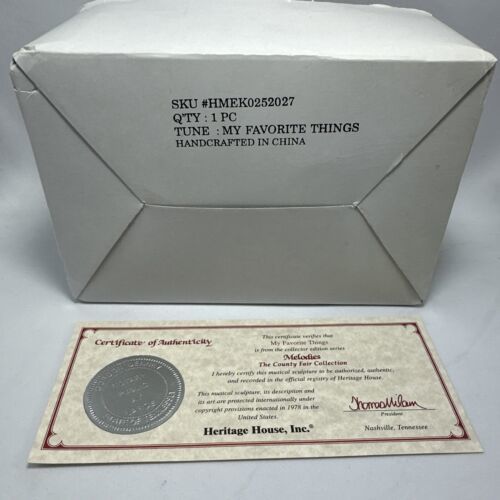 SKU #HMEK0252027
Q'TY : 1 PC
TUNE : MY FAVORITE THINGS
HANDCRAFTED IN CHINA
Certificate of Authenticity
This certificate verifies that
My Favorite Things
is from the collector edition series
Melodies
The County Fair Collection
I hereby certify this musical sculpture to be authorized, authentic,
and recorded in the official registry of Heritage House.
This musical sculpture, its description and
its art are protected internationally under
copyright provisions enacted in 1978 in the
United States.
Heritage House, Inc.®
President
Nashville, Tennessee